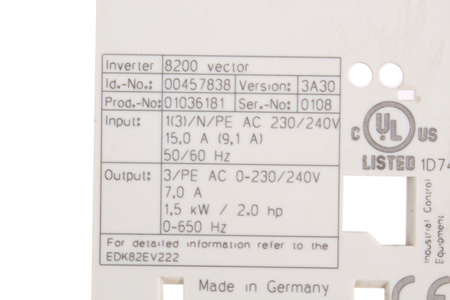 Inverter 8200 vector
Id.-No.: 00457838 Version: 3A30
Prod.-No: 01036181 Ser.-No: 0108
Input: 1(3)/N/PE AC 230/240V
15,0 A (9,1 A)
50/60 Hz
Output: 3/PE AC 0-230/240V
7,0 A
1,5 kW / 2.0 hp
0-650 Hz
For detailed information refer to the
EDK82EV222
Made in Germany
C UL US
LISTED 1D74
Industrial Control
Equipment
CE